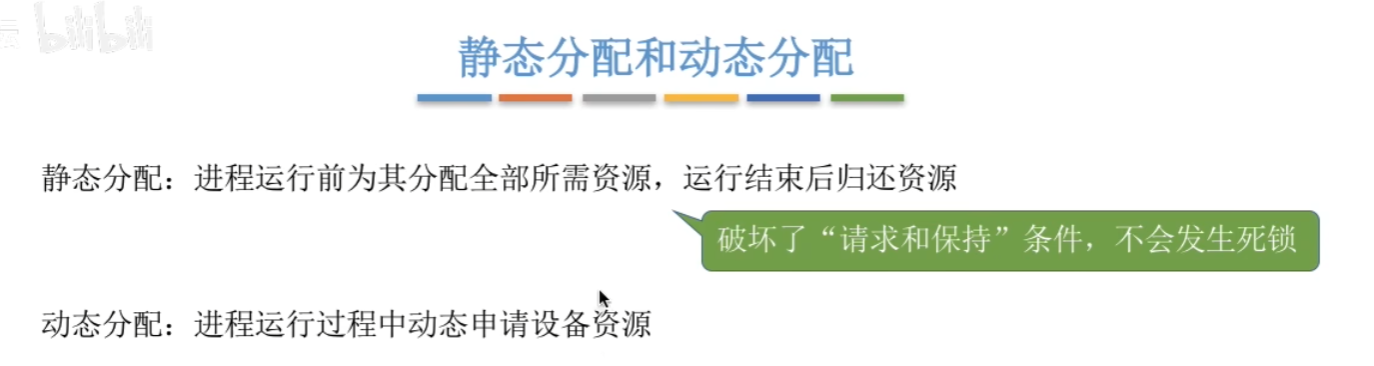 云 bilibili
静态分配和动态分配
静态分配：进程运行前为其分配全部所需资源，运行结束后归还资源
破坏了“请求和保持”条件，不会发生死锁
动态分配：进程运行过程中动态申请设备资源